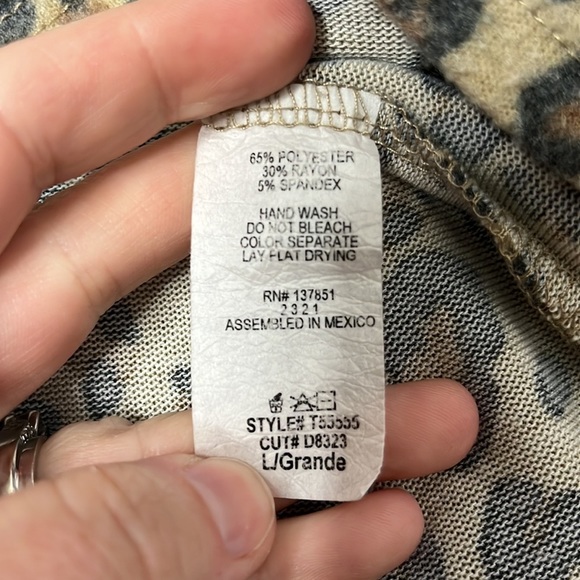 65% POLYESTER
30% RAYON
5% SPANDEX
HAND WASH
DO NOT BLEACH
COLOR SEPARATE
LAY FLAT DRYING
RN# 137851
2 3 2 1
ASSEMBLED IN MEXICO
STYLE# T55555
CUT# D8323
L/Grande